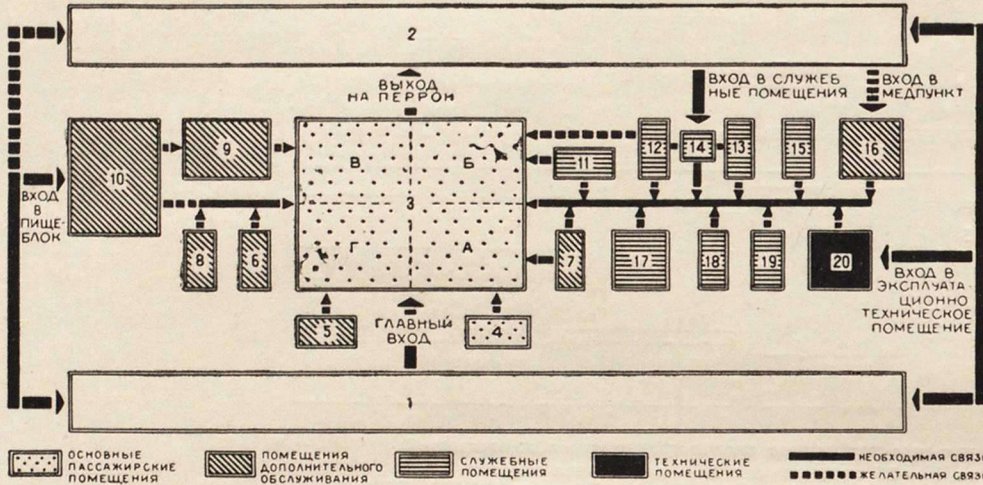 2
ВЫХОД
НА ПЕРРОН
ВХОД В СЛУЖЕБ
НЫЕ ПОМЕЩЕНИЯ
ВХОД В
МЕДПУНКТ
10
9
В
Б
3
Г
А
11
12
14
13
15
16
ВХОД
В
ПИЩЕ-
БЛОК
8
6
7
17
18
19
20
ВХОД В
ЭКСПЛУАТА-
ЦИОННО
ТЕХНИЧЕСКОЕ
ПОМЕЩЕНИЕ
5
ГЛАВНЫЙ
ВХОД
4
1
ОСНОВНЫЕ
ПАССАЖИРСКИЕ
ПОМЕЩЕНИЯ
ПОМЕЩЕНИЯ
ДОПОЛНИТЕЛЬНОГО
ОБСЛУЖИВАНИЯ
СЛУЖЕБНЫЕ
ПОМЕЩЕНИЯ
ТЕХНИЧЕСКИЕ
ПОМЕЩЕНИЯ
НЕОБХОДИМАЯ СВЯЗЬ
ЖЕЛАТЕЛЬНАЯ СВЯЗЬ